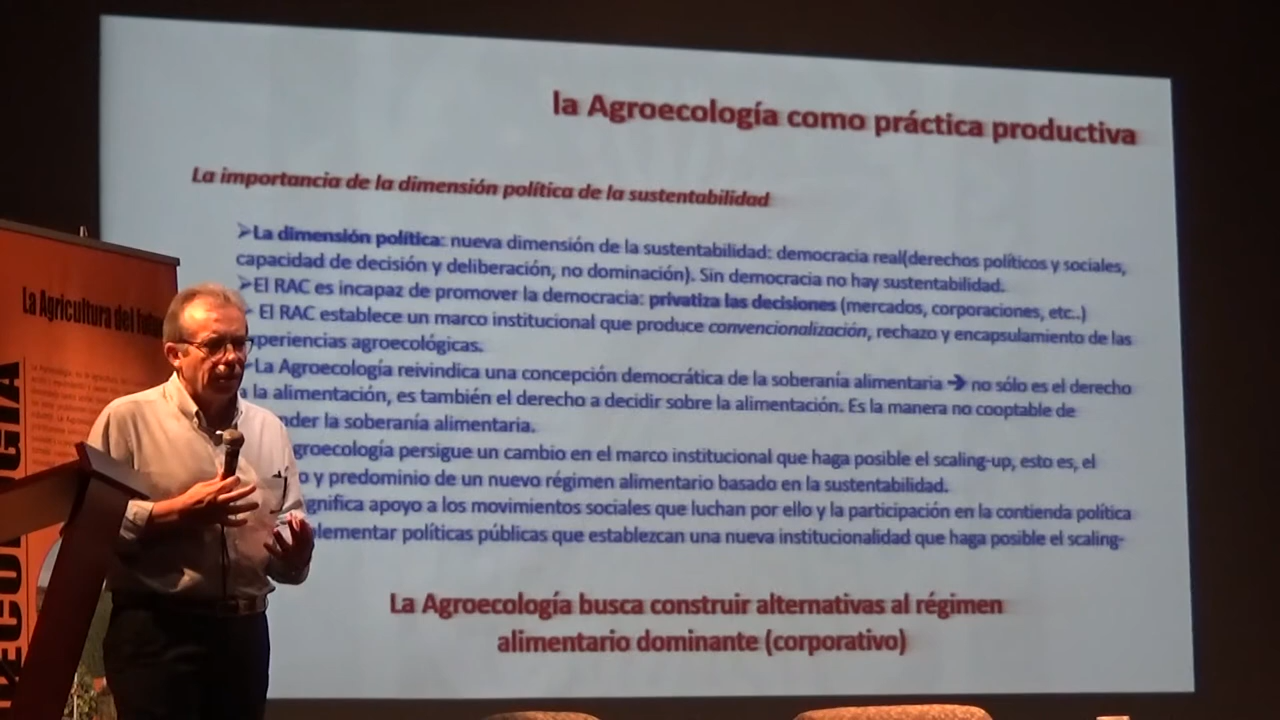 la Agroecología como práctica productiva
La importancia de la dimensión política de la sustentabilidad
➢La dimensión política: nueva dimensión de la sustentabilidad: democracia real(derechos políticos y sociales,
capacidad de decisión y deliberación, no dominación). Sin democracia no hay sustentabilidad.
➢El RAC es incapaz de promover la democracia: privatiza las decisiones (mercados, corporaciones, etc..)
El RAC establece un marco institucional que produce convencionalización, rechazo y encapsulamiento de las
periencias agroecológicas.
La Agroecología reivindica una concepción democrática de la soberanía alimentaria ➔ no sólo es el derecho
a la alimentación, es también el derecho a decidir sobre la alimentación. Es la manera no cooptable de
nder la soberanía alimentaria.
groecología persigue un cambio en el marco institucional que haga posible el scaling-up, esto es, el
o y predominio de un nuevo régimen alimentario basado en la sustentabilidad.
gnifica apoyo a los movimientos sociales que luchan por ello y la participación en la contienda política
lementar políticas públicas que establezcan una nueva institucionalidad que haga posible el scaling-
La Agroecología busca construir alternativas al régimen
alimentario dominante (corporativo)
La Agricultura del futu